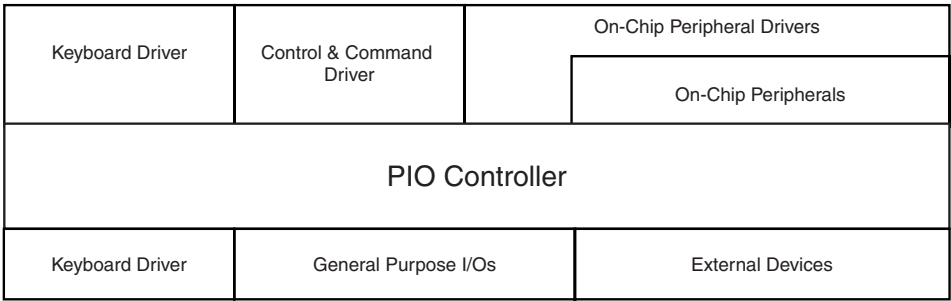 Keyboard Driver
Control & Command
Driver
On-Chip Peripheral Drivers
On-Chip Peripherals
PIO Controller
Keyboard Driver
General Purpose I/Os
External Devices